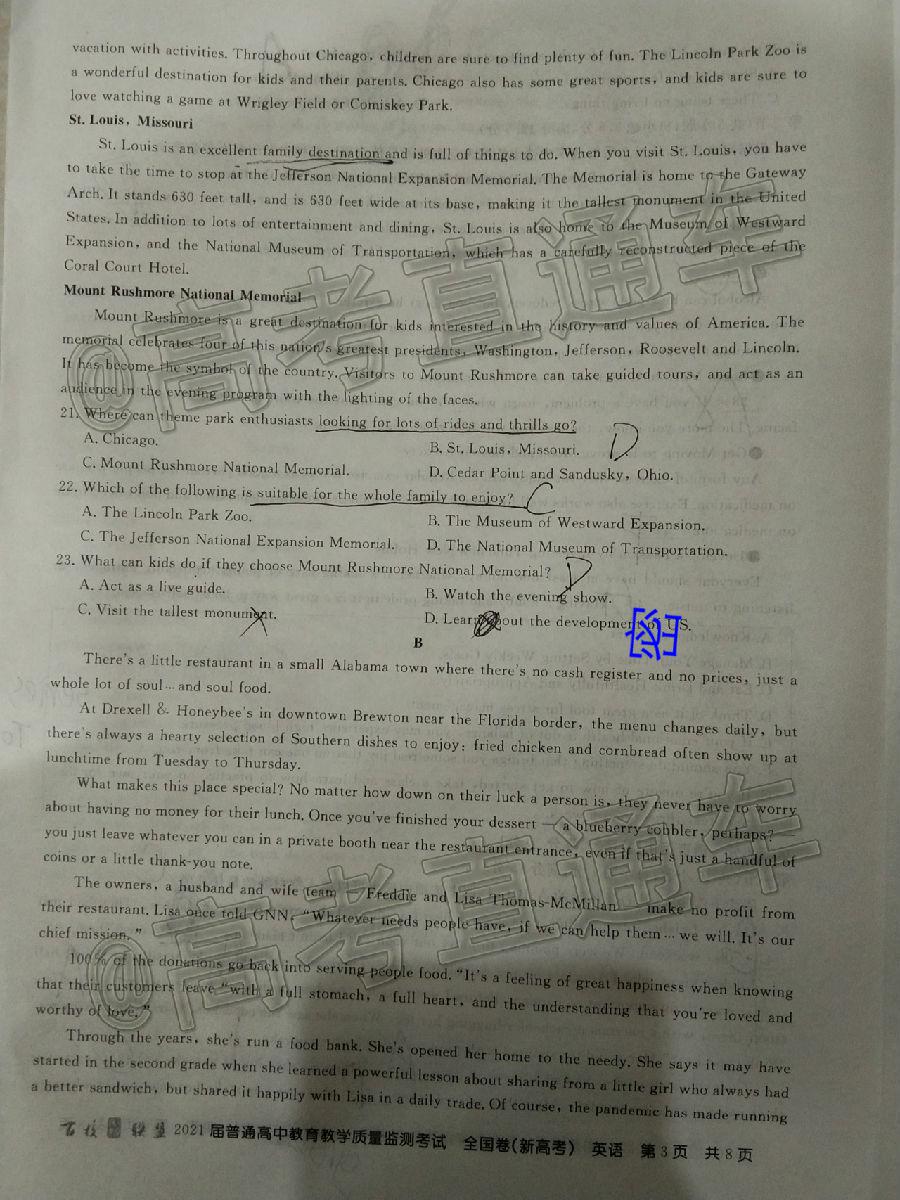 vacation with activities. Throughout Chicago, children are sure to find plenty of fun. The Lincoln Park Zoo is
a wonderful destination for kids and their parents. Chicago also has some great sports, and kids are sure to
love watching a game at Wrigley Field or Comiskey Park.
St. Louis, Missouri
St. Louis is an excellent family destination and is full of things to do. When you visit St. Louis, you have
to take the time to stop at the Jefferson National Expansion Memorial. The Memorial is home to the Gateway
Arch. It stands 630 feet tall, and is 630 feet wide at its base, making it the tallest monument in the United
States. In addition to lots of entertainment and dining, St. Louis is also home to the Museum of Westward
Expansion, and the National Museum of Transportation, which has a carefully reconstructed piece of the
Coral Court Hotel.
Mount Rushmore National Memorial
Mount Rushmore is a great destination for kids interested in the history and values of America. The
memorial celebrates four of this nation's greatest presidents, Washington, Jefferson, Roosevelt and Lincoln.
It has become the symbol of the country. Visitors to Mount Rushmore can take guided tours, and act as an
audience in the evening program with the lighting of the faces.
21. Where can theme park enthusiasts looking for lots of rides and thrills go?
A. Chicago. B. St. Louis, Missouri. D
C. Mount Rushmore National Memorial. D. Cedar Point and Sandusky, Ohio.
22. Which of the following is suitable for the whole family to enjoy? C
A. The Lincoln Park Zoo. B. The Museum of Westward Expansion.
C. The Jefferson National Expansion Memorial. D. The National Museum of Transportation.
23. What can kids do if they choose Mount Rushmore National Memorial? D
A. Act as a live guide. B. Watch the evening show.
C. Visit the tallest monument. D. Learn about the development of US.
密
B
There's a little restaurant in a small Alabama town where there's no cash register and no prices, just a
whole lot of soul… and soul food.
At Drexell & Honeybee's in downtown Brewton near the Florida border, the menu changes daily, but
there's always a hearty selection of Southern dishes to enjoy: fried chicken and cornbread often show up at
lunchtime from Tuesday to Thursday.
What makes this place special? No matter how down on their luck a person is, they never have to worry
about having no money for their lunch. Once you've finished your dessert — a blueberry cobbler, perhaps? —
you just leave whatever you can in a private booth near the restaurant entrance, even if that's just a handful of
coins or a little thank-you note.
The owners, a husband and wife team — Freddie and Lisa Thomas-McMillan — make no profit from
their restaurant. Lisa once told GNN, "Whatever needs people have, if we can help them… we will. It's our
chief mission."
100% of the donations go back into serving people food. "It's a feeling of great happiness when knowing
that their customers leave "with a full stomach, a full heart, and the understanding that you're loved and
worthy of love."
Through the years, she's run a food bank. She's opened her home to the needy. She says it may have
started in the second grade when she learned a powerful lesson about sharing from a little girl who always had
a better sandwich, but shared it happily with Lisa in a daily trade. Of course, the pandemic has made running
百校 联盟 2021届普通高中教育教学质量监测考试 全国卷(新高考) 英语 第3页 共8页
@高考直通车
@高考直通车